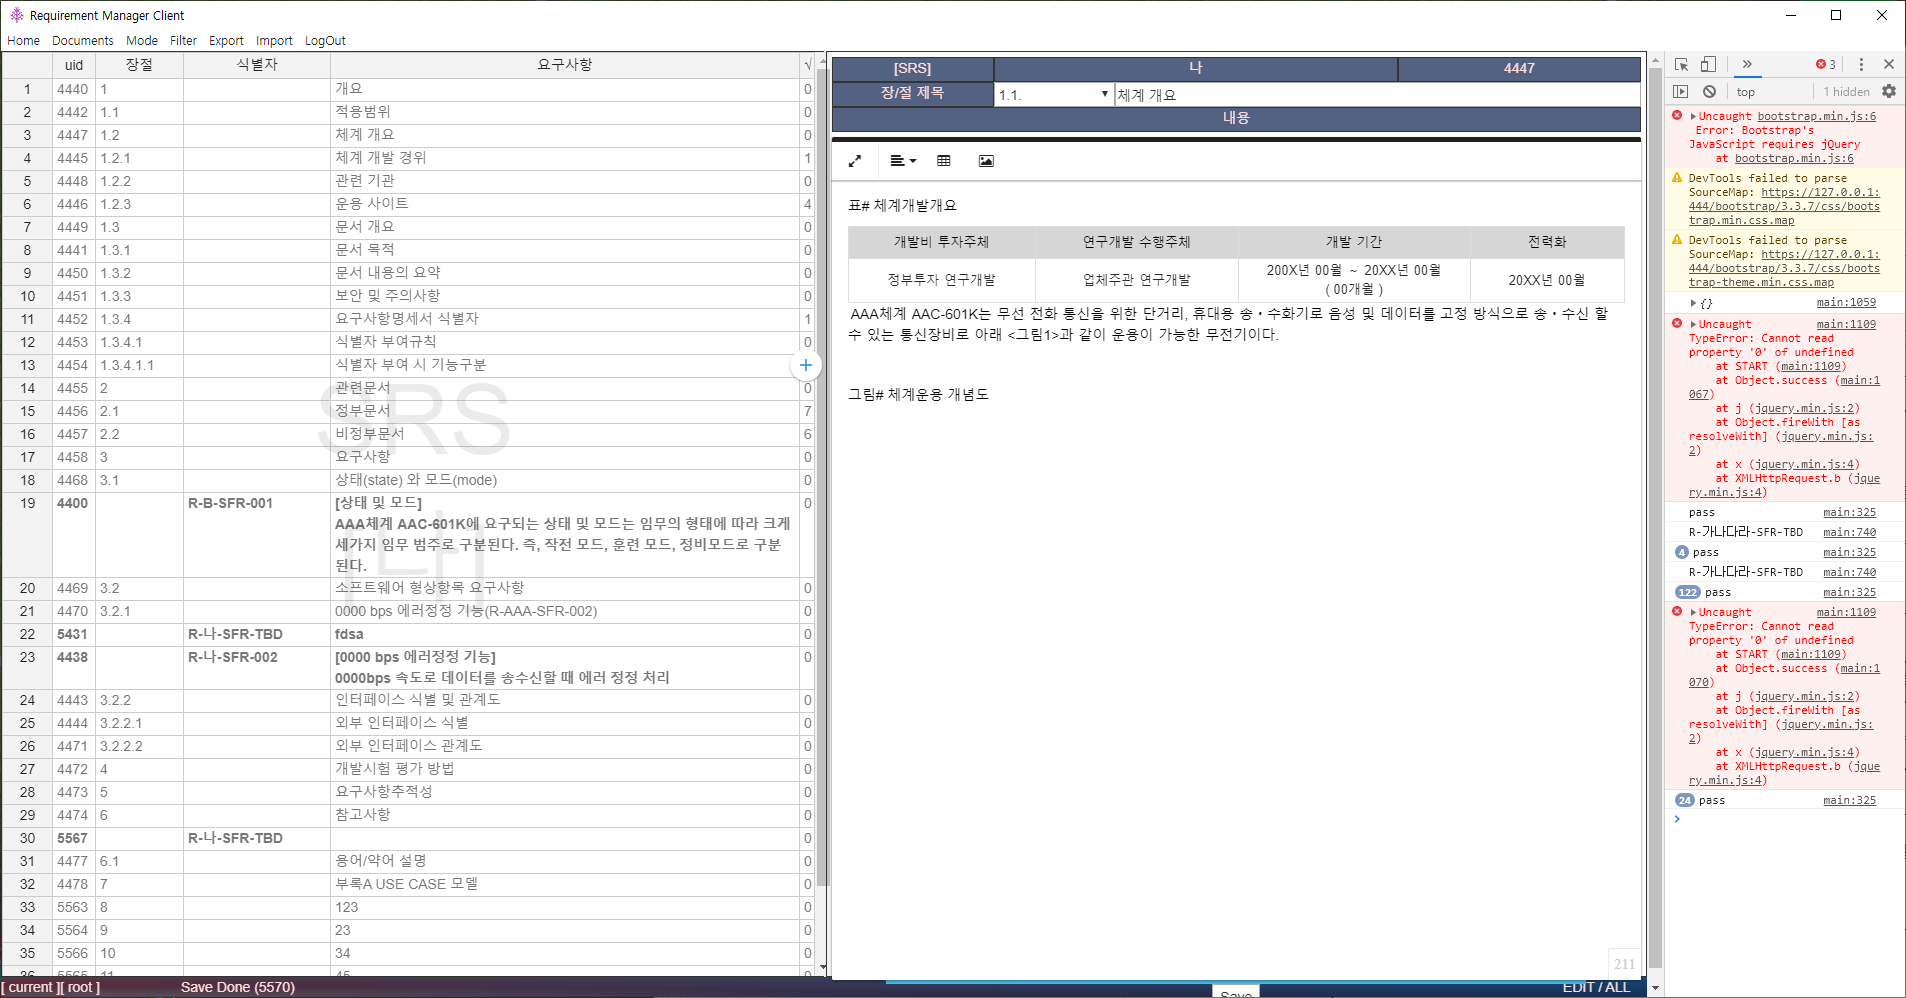 Requirement Manager Client
Home Documents Mode Filter Export Import LogOut
uid 장절 식별자 요구사항 √
1 4440 1 개요 0
2 4442 1.1 적용범위 0
3 4447 1.2 체계 개요 0
4 4445 1.2.1 체계 개발 경위 1
5 4448 1.2.2 관련 기관 0
6 4446 1.2.3 운용 사이트 4
7 4449 1.3 문서 개요 0
8 4441 1.3.1 문서 목적 0
9 4450 1.3.2 문서 내용의 요약 0
10 4451 1.3.3 보안 및 주의사항 0
11 4452 1.3.4 요구사항명세서 식별자 1
12 4453 1.3.4.1 식별자 부여규칙 0
13 4454 1.3.4.1.1 식별자 부여 시 기능구분
14 4455 2 관련문서 0
15 4456 2.1 정부문서 7
16 4457 2.2 비정부문서 6
17 4458 3 요구사항 0
18 4468 3.1 상태(state) 와 모드(mode) 0
19 4400 R-B-SFR-001 [상태 및 모드] 0
AAA체계 AAC-601K에 요구되는 상태 및 모드는 임무의 형태에 따라 크게
세가지 임무 범주로 구분된다. 즉, 작전 모드, 훈련 모드, 정비모드로 구분
된다.
20 4469 3.2 소프트웨어 형상항목 요구사항 0
21 4470 3.2.1 0000 bps 에러정정 기능(R-AAA-SFR-002) 0
22 5431 R-나-SFR-TBD fdsa 0
23 4438 R-나-SFR-002 [0000 bps 에러정정 기능] 0
0000bps 속도로 데이터를 송수신할 때 에러 정정 처리
24 4443 3.2.2 인터페이스 식별 및 관계도 0
25 4444 3.2.2.1 외부 인터페이스 식별 0
26 4471 3.2.2.2 외부 인터페이스 관계도 0
27 4472 4 개발시험 평가 방법 0
28 4473 5 요구사항추적성 0
29 4474 6 참고사항 0
30 5567 R-나-SFR-TBD 0
31 4477 6.1 용어/약어 설명 0
32 4478 7 부록A USE CASE 모델 0
33 5563 8 123 0
34 5564 9 23 0
35 5566 10 34 0
36 5565 11 45 0
SRS
[나]
[ current ][ root ] Save Done (5570)
[SRS] 나 4447
장/절 제목 1.1. 체계 개요
내용
표# 체계개발개요
개발비 투자주체 연구개발 수행주체 개발 기간 전력화
정부투자 연구개발 업체주관 연구개발 200X년 00월 ~ 20XX년 00월 20XX년 00월
( 00개월 )
AAA체계 AAC-601K는 무선 전화 통신을 위한 단거리, 휴대용 송・수화기로 음성 및 데이터를 고정 방식으로 송・수신 할
수 있는 통신장비로 아래 <그림1>과 같이 운용이 가능한 무전기이다.
그림# 체계운용 개념도
211
Save
EDIT / ALL
3
top 1 hidden
Uncaught bootstrap.min.js:6
Error: Bootstrap's
JavaScript requires jQuery
at bootstrap.min.js:6
DevTools failed to parse
SourceMap: https://127.0.0.1:
444/bootstrap/3.3.7/css/boots
trap.min.css.map
DevTools failed to parse
SourceMap: https://127.0.0.1:
444/bootstrap/3.3.7/css/boots
trap-theme.min.css.map
{} main:1059
Uncaught main:1109
TypeError: Cannot read
property '0' of undefined
at START (main:1109)
at Object.success (main:1
067)
at j (jquery.min.js:2)
at Object.fireWith [as
resolveWith] (jquery.min.js:
2)
at x (jquery.min.js:4)
at XMLHttpRequest.b (jque
ry.min.js:4)
pass main:325
R-가나다라-SFR-TBD main:740
4 pass main:325
R-가나다라-SFR-TBD main:740
122 pass main:325
Uncaught main:1109
TypeError: Cannot read
property '0' of undefined
at START (main:1109)
at Object.success (main:1
070)
at j (jquery.min.js:2)
at Object.fireWith [as
resolveWith] (jquery.min.js:
2)
at x (jquery.min.js:4)
at XMLHttpRequest.b (jque
ry.min.js:4)
24 pass main:325